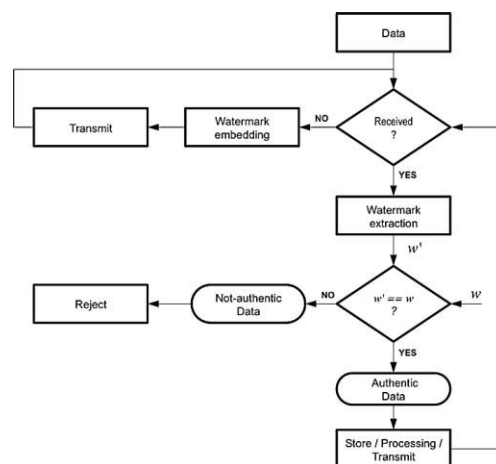 Data
Received
?
NO
Watermark
embedding
Transmit
YES
Watermark
extraction
w'
w' == w
?
w
NO
Not-authentic
Data
Reject
YES
Authentic
Data
Store / Processing /
Transmit